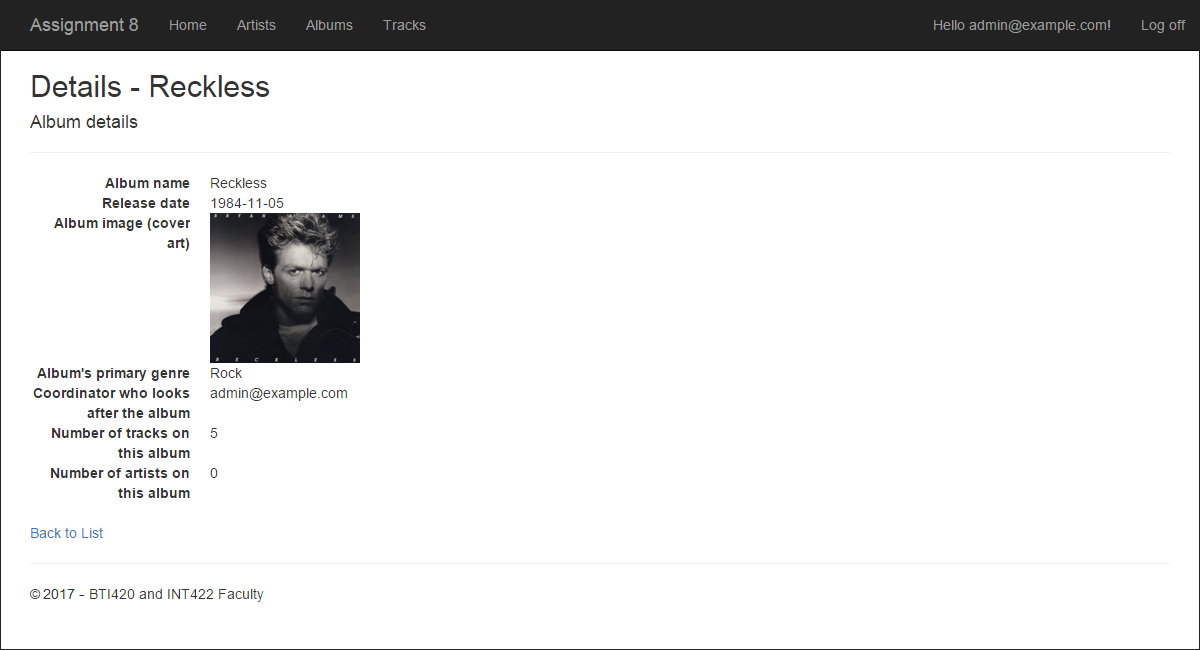 Assignment 8 Home Artists Albums Tracks Hello admin@example.com! Log off
Details - Reckless
Album details
Album name Reckless
Release date 1984-11-05
Album image (cover
art)
BRYAN ADAMS
RECKLESS
Album's primary genre Rock
Coordinator who looks admin@example.com
after the album
Number of tracks on 5
this album
Number of artists on 0
this album
Back to List
© 2017 - BTI420 and INT422 Faculty